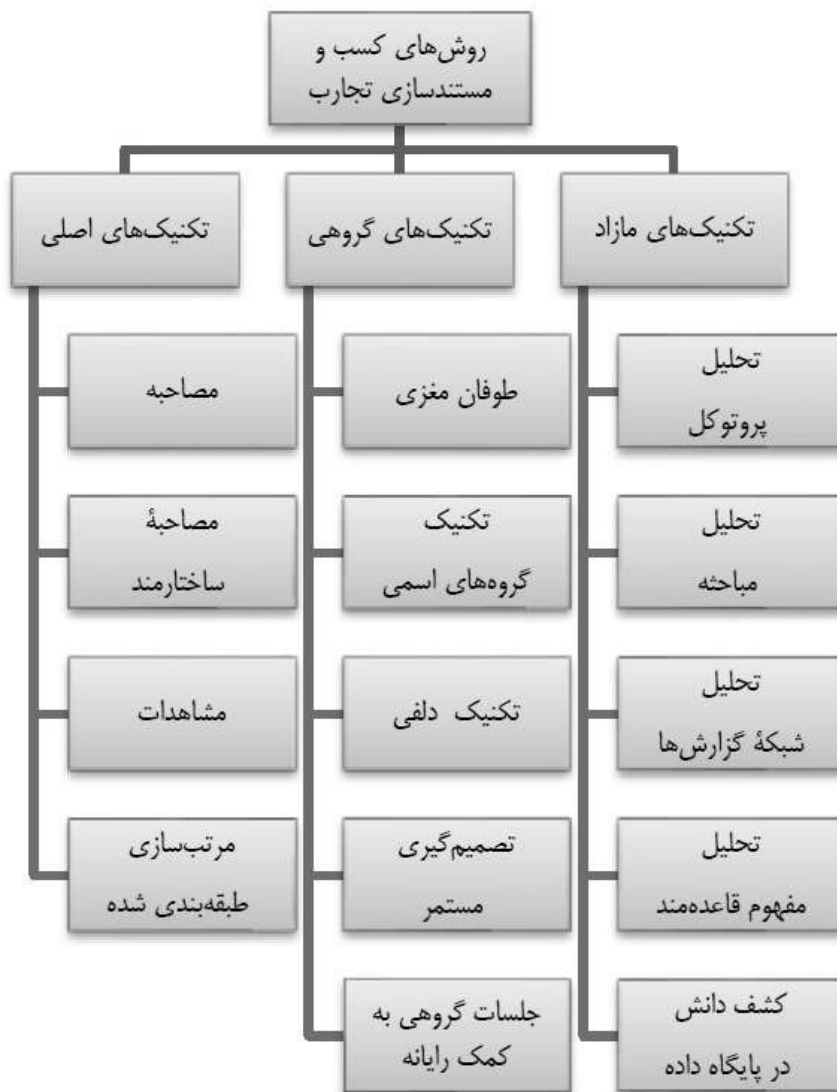 روش‌های کسب و
مستندسازی تجارب
تکنیک‌های مازاد
تحلیل
پروتوکل
تحلیل
مباحثه
تحلیل
شبکهٔ گزارش‌ها
تحلیل
مفهوم قاعده‌مند
کشف دانش
در پایگاه داده
تکنیک‌های گروهی
طوفان مغزی
تکنیک
گروه‌های اسمی
تکنیک دلفی
تصمیم‌گیری
مستمر
جلسات گروهی به
کمک رایانه
تکنیک‌های اصلی
مصاحبه
مصاحبهٔ
ساختارمند
مشاهدات
مرتب‌سازی
طبقه‌بندی شده